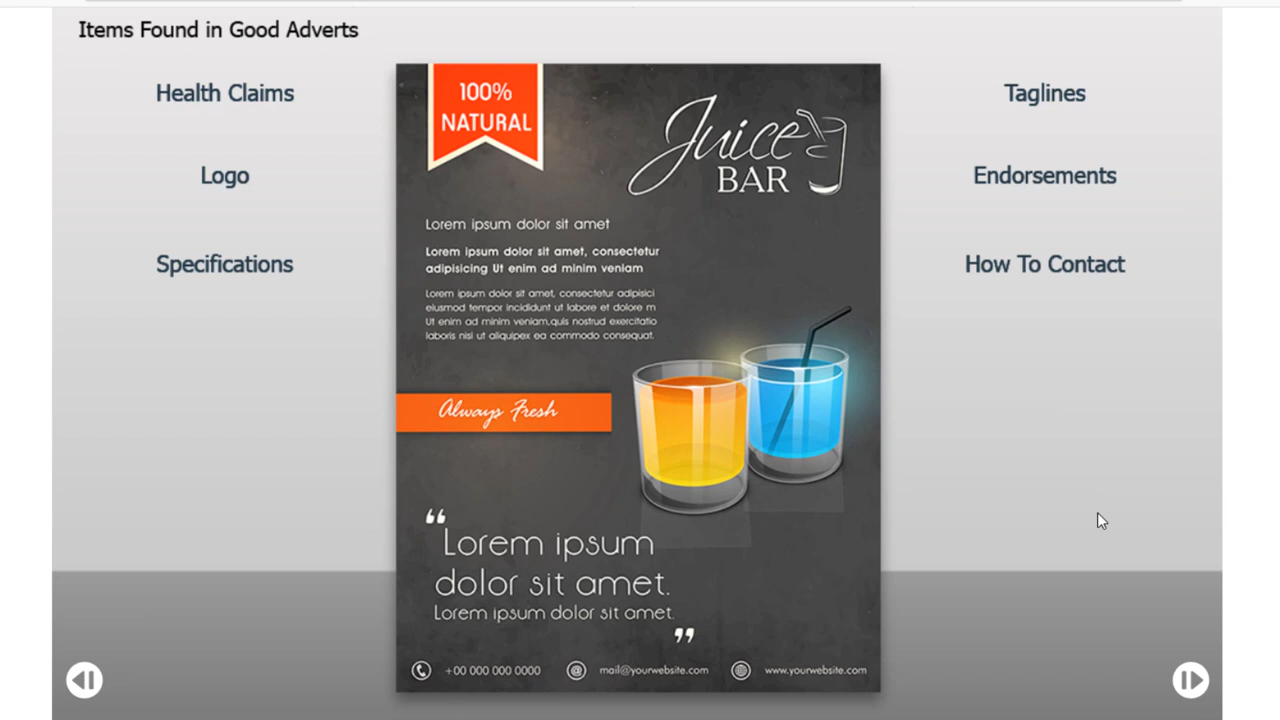 Items Found in Good Adverts
Health Claims
Logo
Specifications
100%
NATURAL
Juice
BAR
Lorem ipsum dolor sit amet
Lorem ipsum dolor sit amet, consectetur
adipisicing Ut enim ad minim veniam
Lorem ipsum dolor sit amet, consectetur adipisici
eiusmod tempor incididunt ut labore et dolore m
Ut enim ad minim veniam,quis nostrud exercitatio
laboris nisi ut aliquipex ea commodo consequat.
Always Fresh
“Lorem ipsum
dolor sit amet.
Lorem ipsum dolor sit amet.”
+00 000 000 0000
mail@yourwebsite.com
www.yourwebsite.com
Taglines
Endorsements
How To Contact